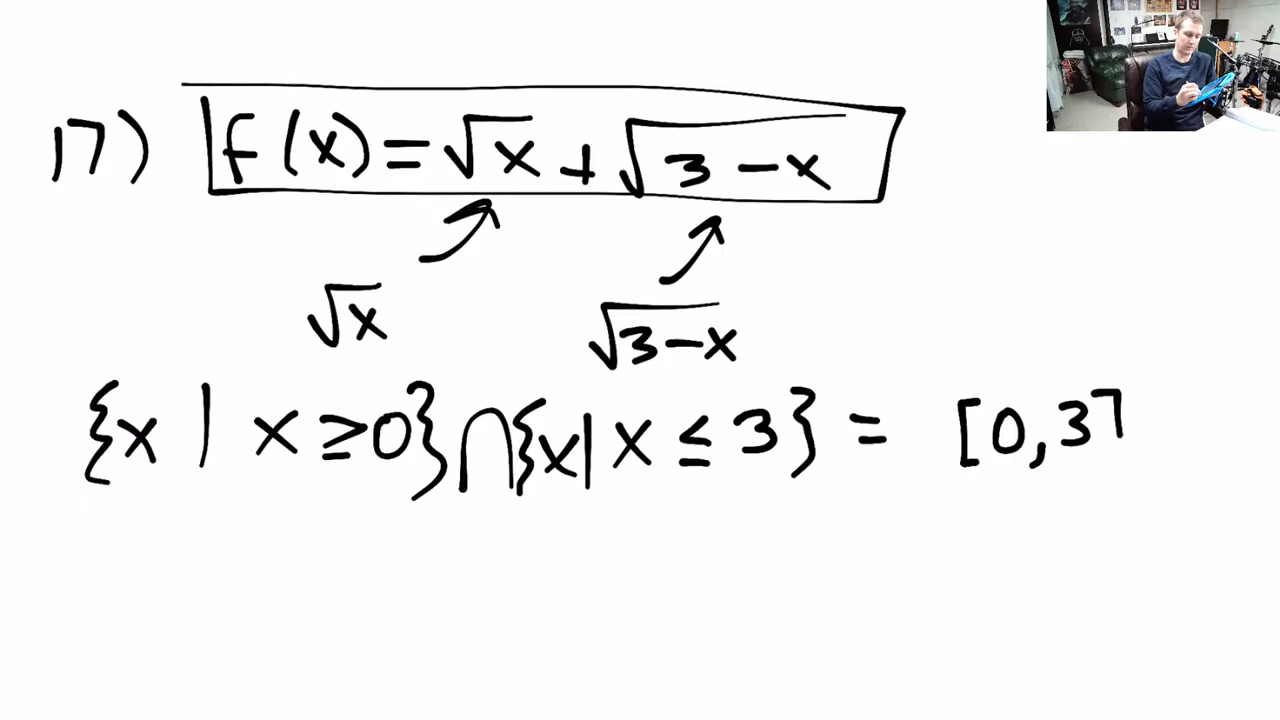 17) f(x) = √x + √3-x
√x √3-x
{x | x ≥ 0} ∩ {x | x ≤ 3} = [0, 3]